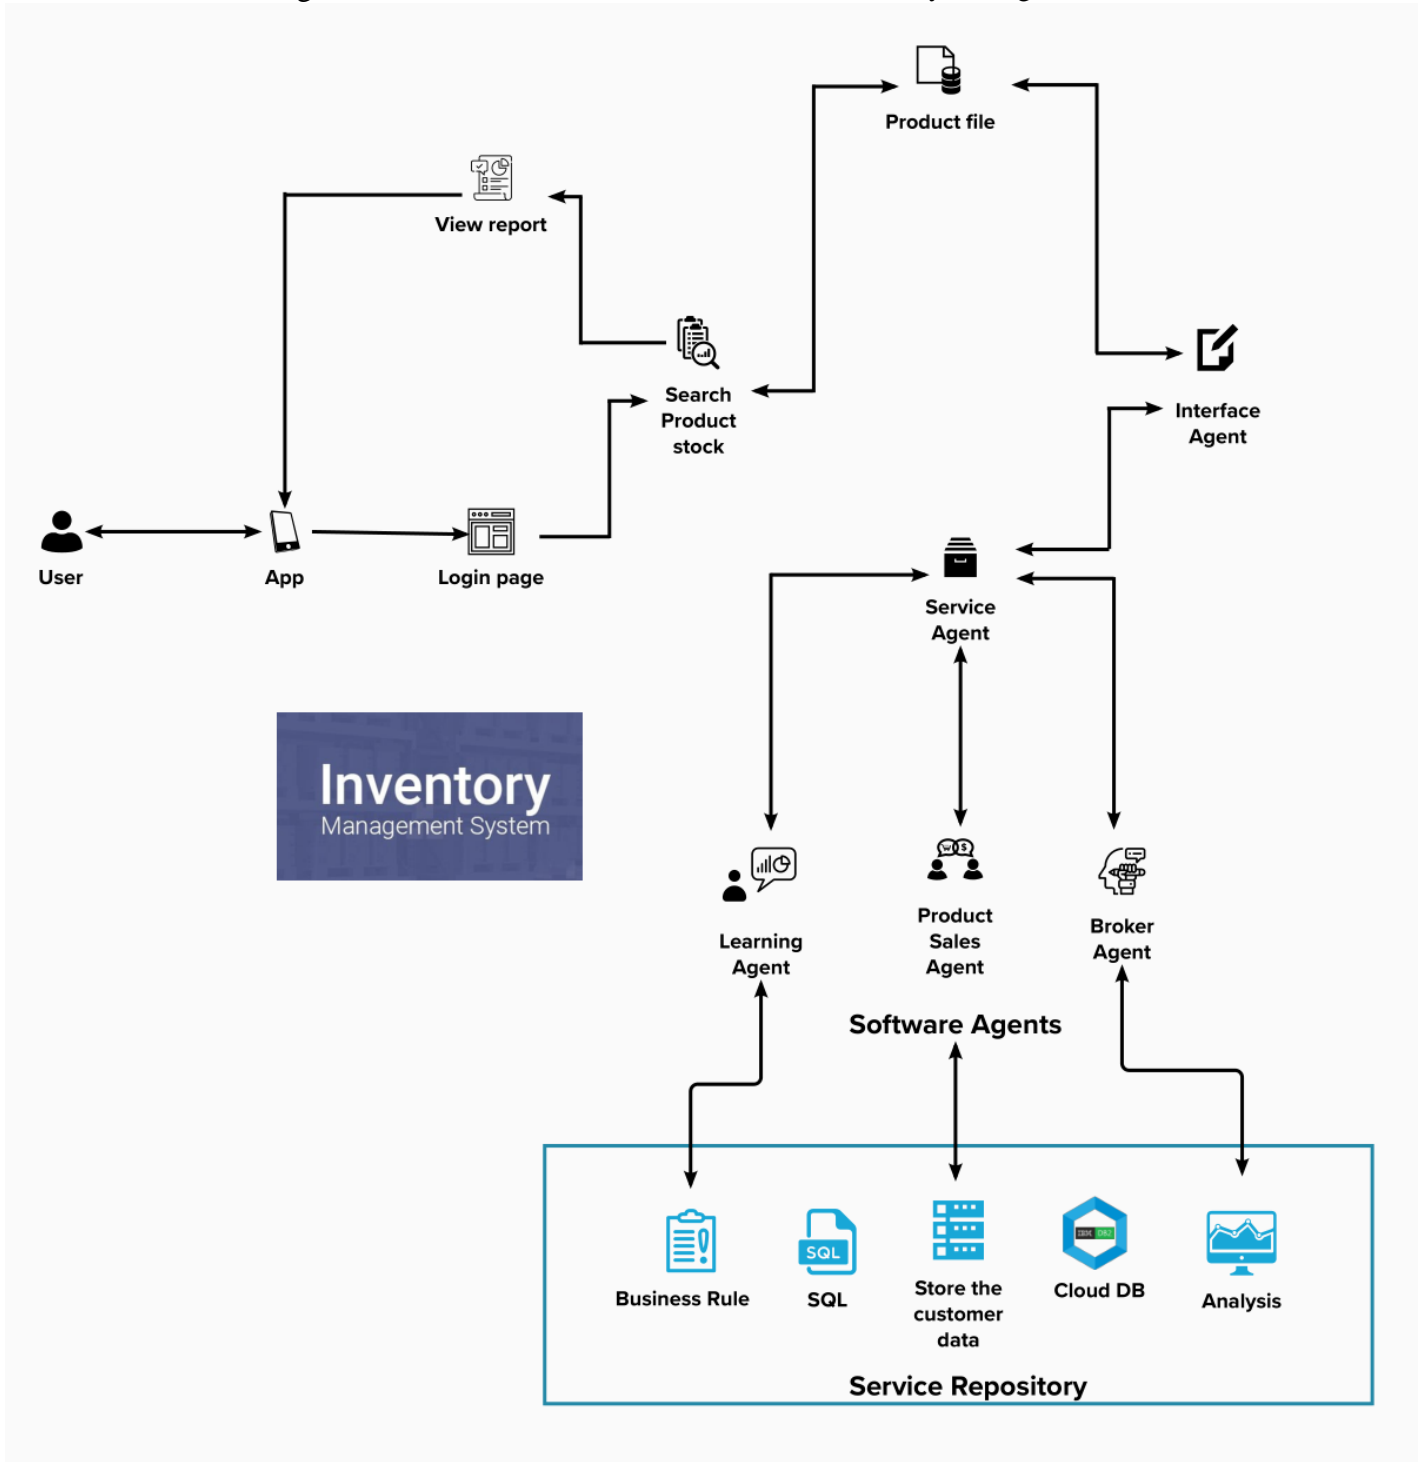 Product file
View report
Search
Product
stock
Interface
Agent
User
App
Login page
Service
Agent
Inventory
Management System
W
$
Learning
Agent
Product
Sales
Agent
Broker
Agent
Software Agents
SQL
IBM DB2
Business Rule
SQL
Store the
customer
data
Cloud DB
Analysis
Service Repository